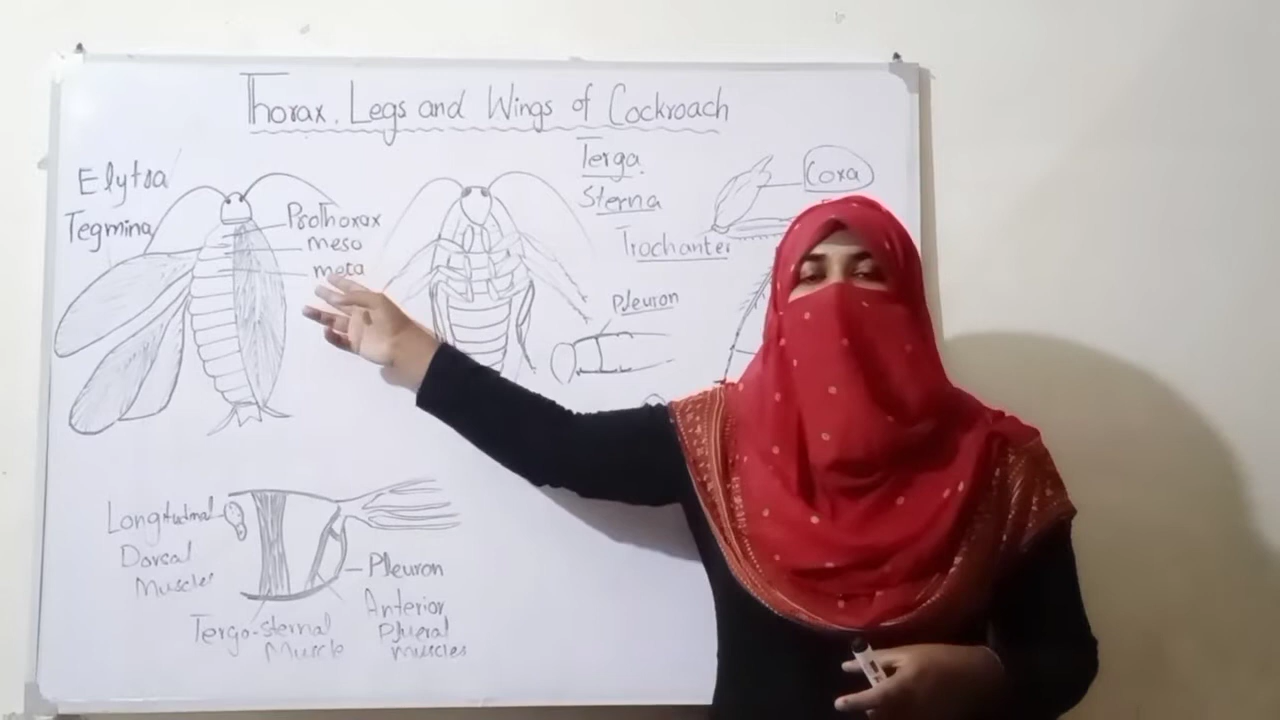 Thorax, Legs and Wings of Cockroach
Elytra
Tegmina
Prothorax
meso
meta
Terga
Sterna
Coxa
Trochanter
Pleuron
Longitudinal
Dorsal
Muscles
Tergo-sternal
Muscle
Pleuron
Anterior
Plueral
Muscles